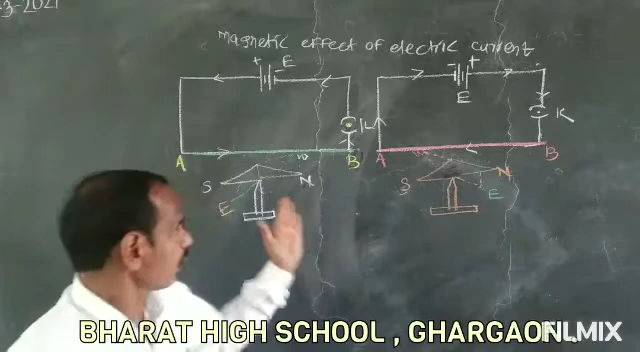 3-2021
Magnetic effect of electric current
+ E - - E +
K K
A B A B
S N S N
E E
BHARAT HIGH SCHOOL , GHARGAON.
FILMIX